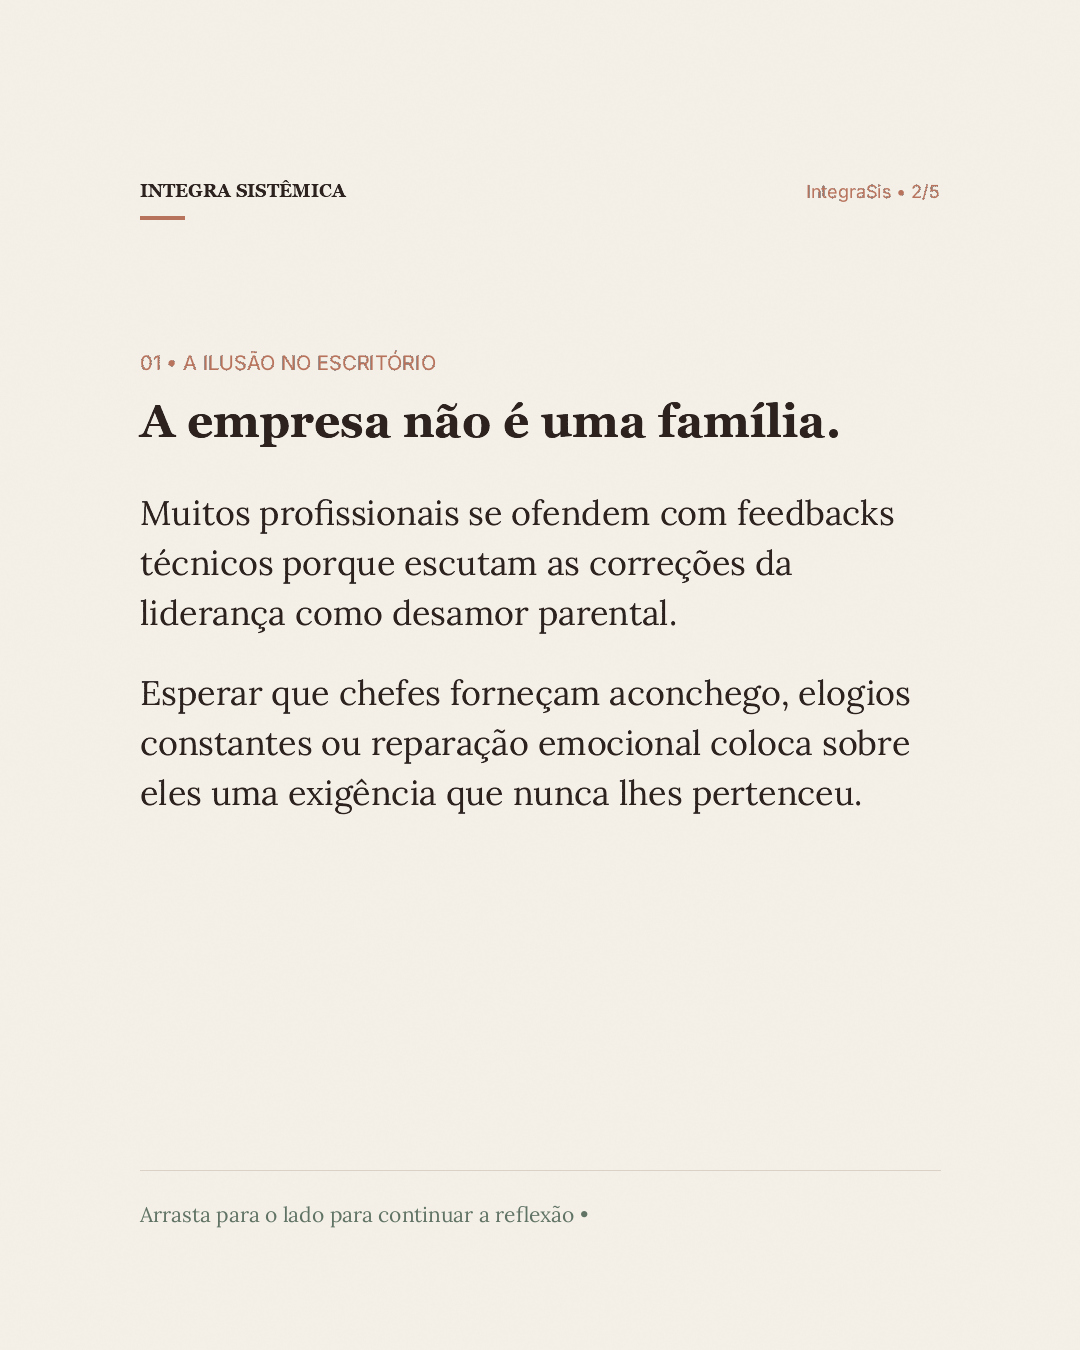 INTEGRA SISTÊMICA
IntegraSis • 2/5
01 • A ILUSÃO NO ESCRITÓRIO
A empresa não é uma família.
Muitos profissionais se ofendem com feedbacks
técnicos porque escutam as correções da
liderança como desamor parental.
Esperar que chefes forneçam aconchego, elogios
constantes ou reparação emocional coloca sobre
eles uma exigência que nunca lhes pertenceu.
Arrasta para o lado para continuar a reflexão •